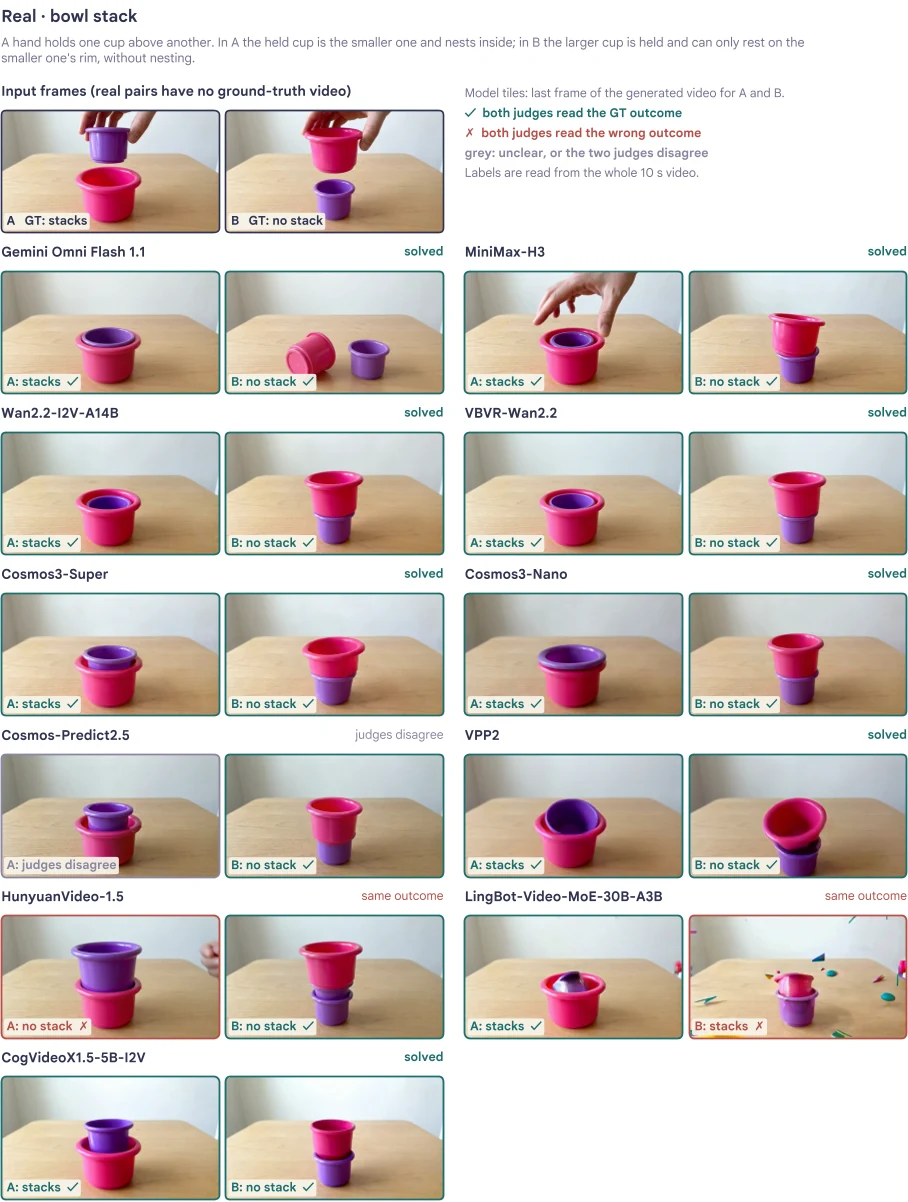 Real · bowl stack
A hand holds one cup above another. In A the held cup is the smaller one and nests inside; in B the larger cup is held and can only rest on the
smaller one's rim, without nesting.
Input frames (real pairs have no ground-truth video)
A GT: stacks
B GT: no stack
Model tiles: last frame of the generated video for A and B.
✓ both judges read the GT outcome
✗ both judges read the wrong outcome
grey: unclear, or the two judges disagree
Labels are read from the whole 10 s video.
Gemini Omni Flash 1.1 solved
A: stacks ✓
B: no stack ✓
MiniMax-H3 solved
A: stacks ✓
B: no stack ✓
Wan2.2-I2V-A14B solved
A: stacks ✓
B: no stack ✓
VBVR-Wan2.2 solved
A: stacks ✓
B: no stack ✓
Cosmos3-Super solved
A: stacks ✓
B: no stack ✓
Cosmos3-Nano solved
A: stacks ✓
B: no stack ✓
Cosmos-Predict2.5 judges disagree
A: judges disagree
B: no stack ✓
VPP2 solved
A: stacks ✓
B: no stack ✓
HunyuanVideo-1.5 same outcome
A: no stack ✗
B: no stack ✓
LingBot-Video-MoE-30B-A3B same outcome
A: stacks ✓
B: stacks ✗
CogVideoX1.5-5B-I2V solved
A: stacks ✓
B: no stack ✓